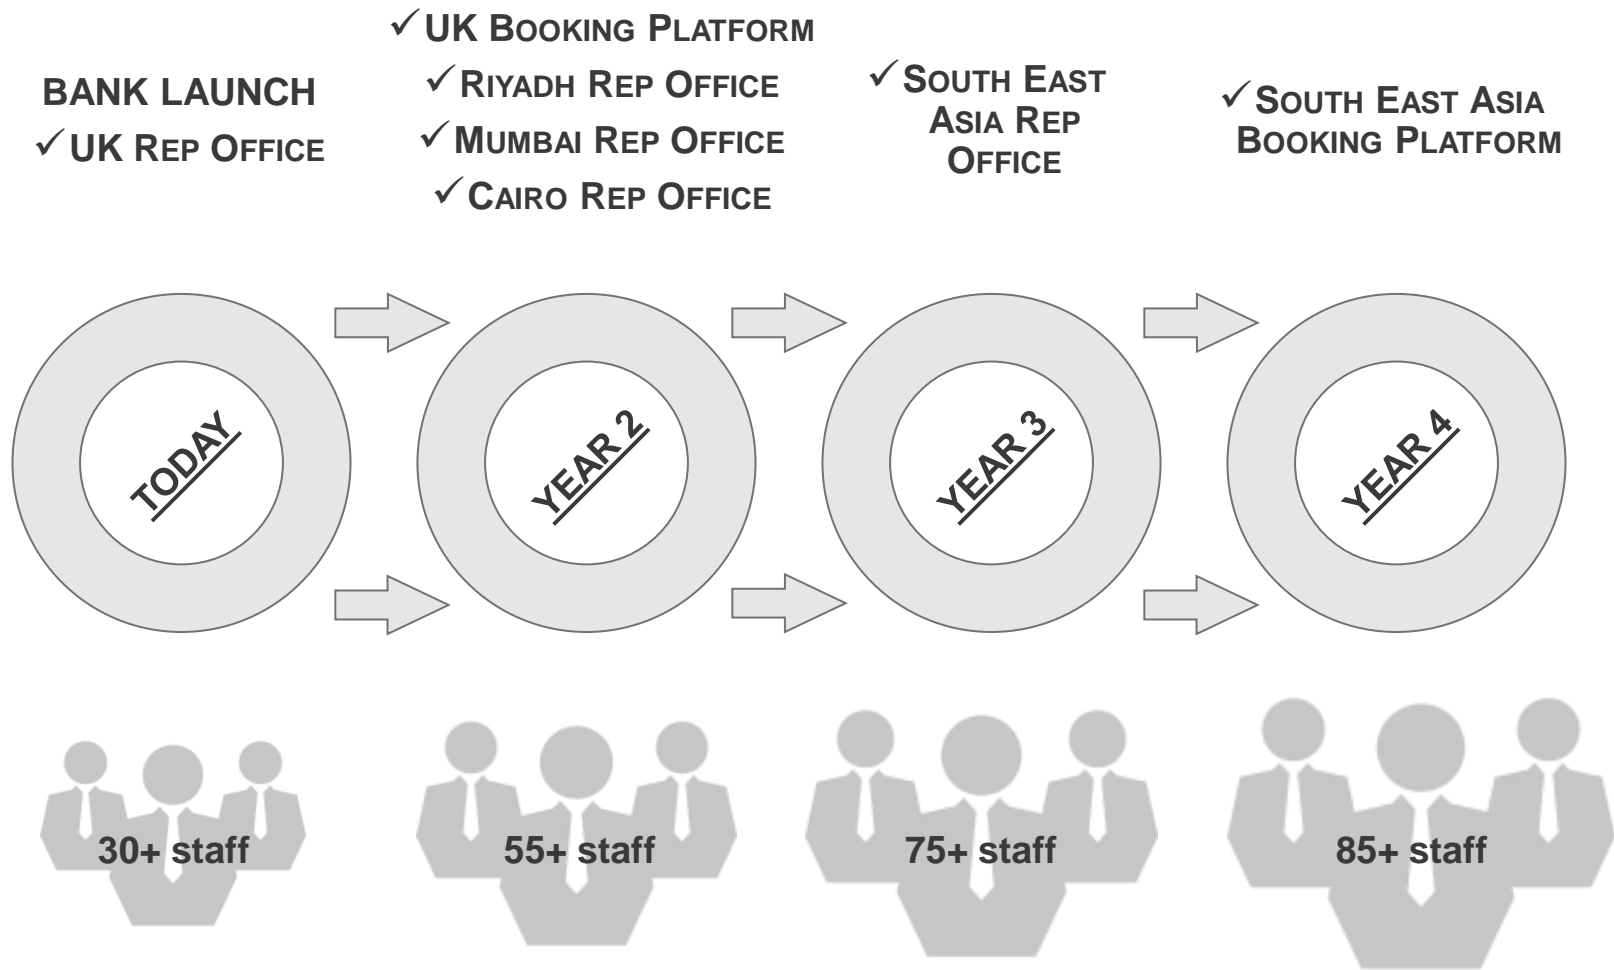 BANK LAUNCH
✓UK REP OFFICE
✓UK BOOKING PLATFORM
✓RIYADH REP OFFICE
✓MUMBAI REP OFFICE
✓CAIRO REP OFFICE
✓SOUTH EAST
ASIA REP
OFFICE
✓SOUTH EAST ASIA
BOOKING PLATFORM
TODAY
YEAR 2
YEAR 3
YEAR 4
30+ staff
55+ staff
75+ staff
85+ staff